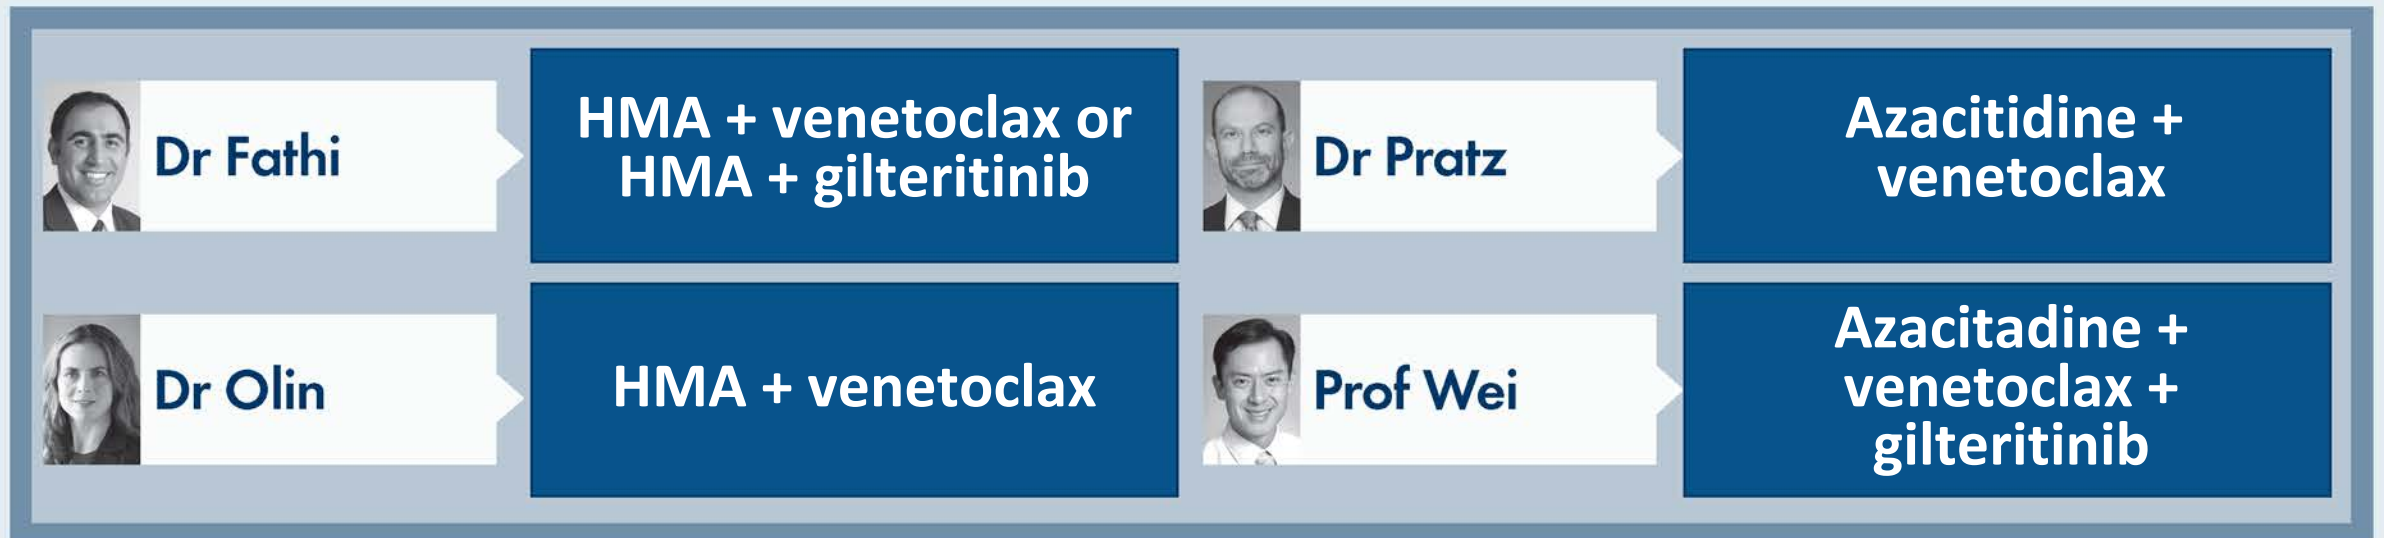 Dr Fathi
HMA + venetoclax or
HMA + gilteritinib
Dr Pratz
Azacitidine +
venetoclax
Dr Olin
HMA + venetoclax
Prof Wei
Azacitadine +
venetoclax +
gilteritinib